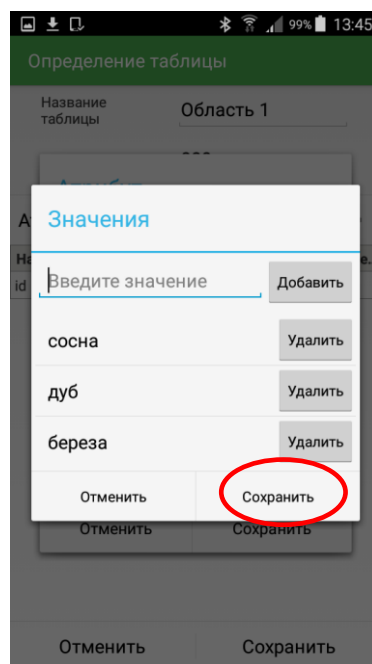 99% 13:45
Определение таблицы
Название
таблицы
Область 1
Значения
Введите значение Добавить
id
сосна Удалить
дуб Удалить
береза Удалить
Отменить Сохранить
Отменить Сохранить
Отменить Сохранить